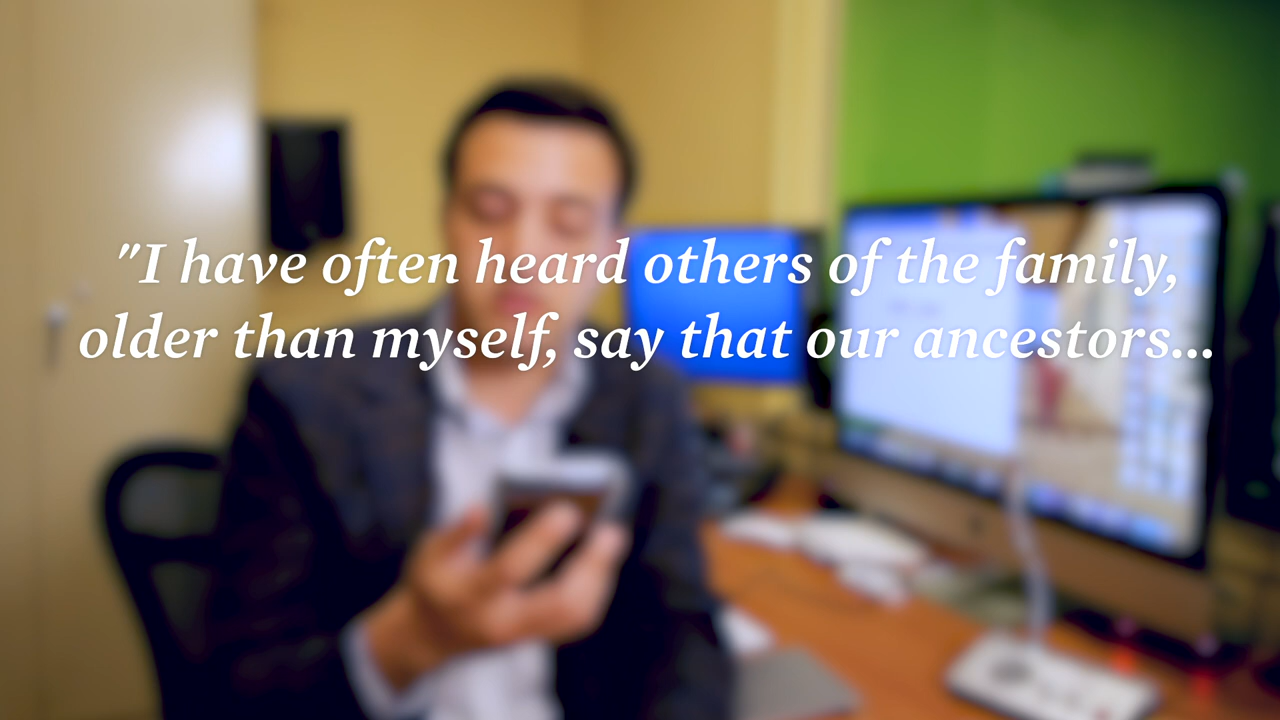 "I have often heard others of the family,
older than myself, say that our ancestors...